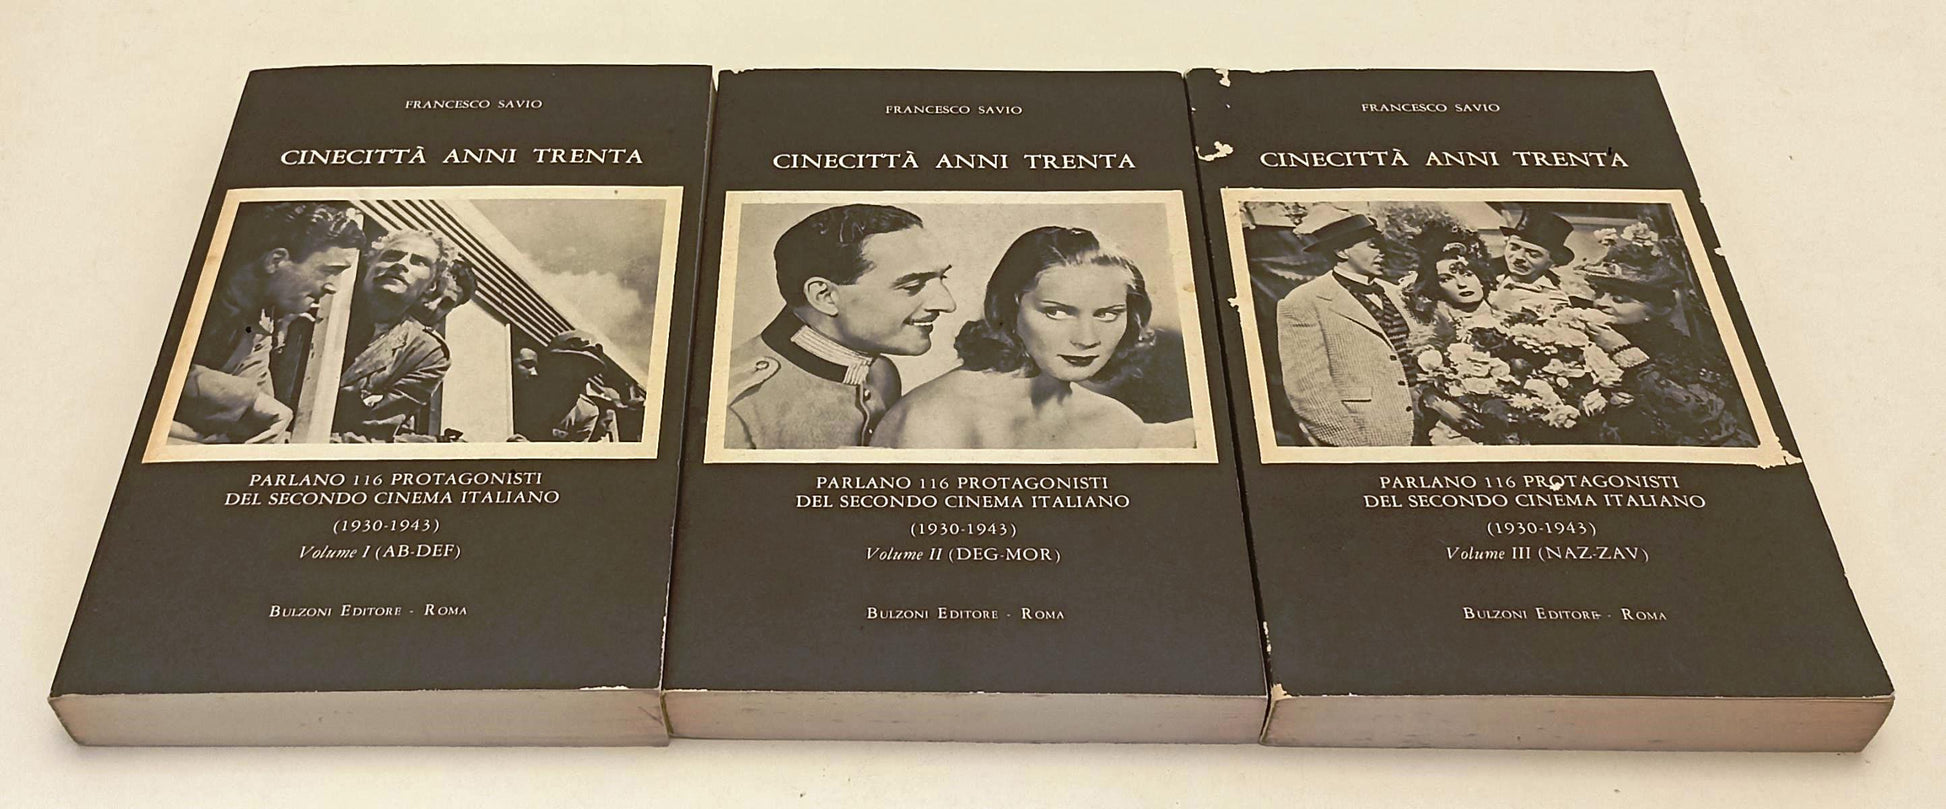 FRANCESCO SAVIO
CINECITTÀ ANNI TRENTA
PARLANO 116 PROTAGONISTI
DEL SECONDO CINEMA ITALIANO
(1930-1943)
Volume I (AB-DEF)
BULZONI EDITORE - ROMA
FRANCESCO SAVIO
CINECITTÀ ANNI TRENTA
PARLANO 116 PROTAGONISTI
DEL SECONDO CINEMA ITALIANO
(1930-1943)
Volume II (DEG-MOR)
BULZONI EDITORE - ROMA
FRANCESCO SAVIO
CINECITTÀ ANNI TRENTA
PARLANO 116 PROTAGONISTI
DEL SECONDO CINEMA ITALIANO
(1930-1943)
Volume III (NAZ-ZAV)
BULZONI EDITORE - ROMA